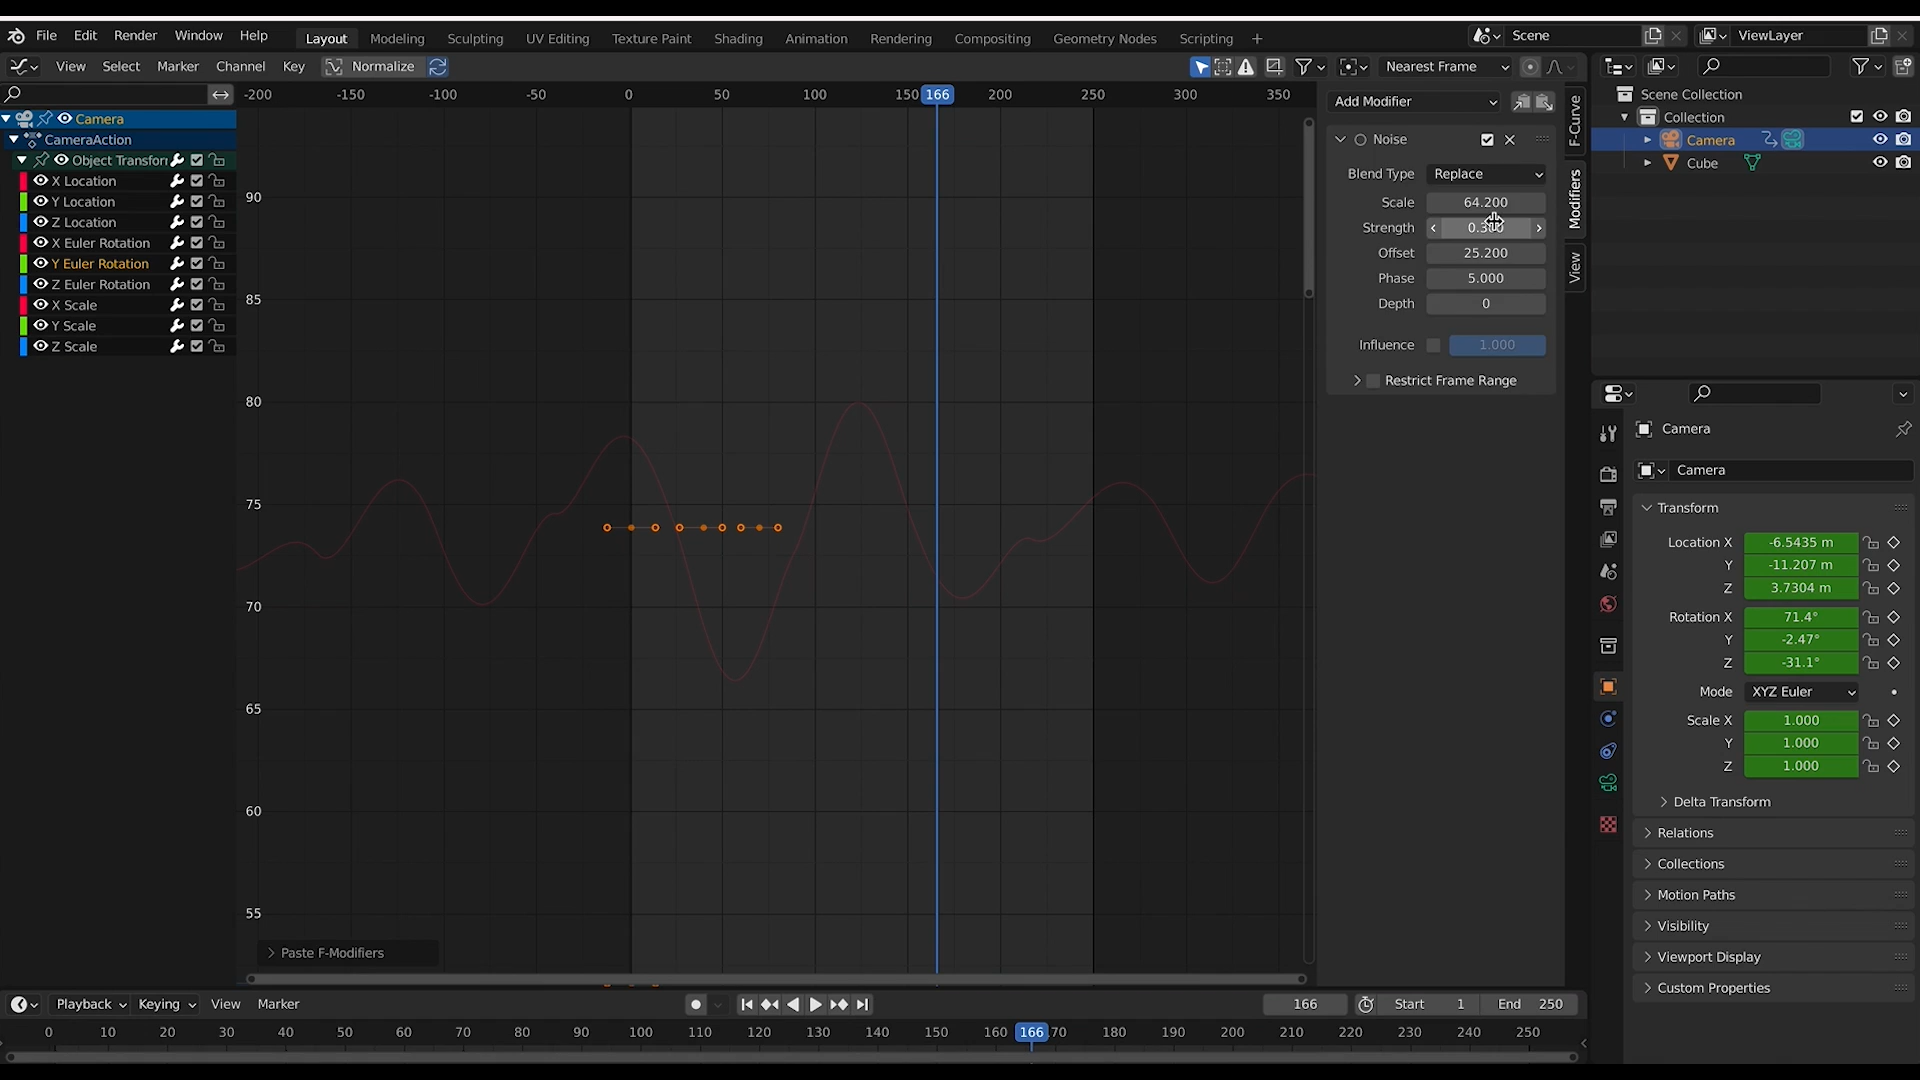 File Edit Render Window Help Layout Modeling Sculpting UV Editing Texture Paint Shading Animation Rendering Compositing Geometry Nodes Scripting + Scene ViewLayer
View Select Marker Channel Key Normalize Nearest Frame
-200 -150 -100 -50 0 50 100 150 166 200 250 300 350
Add Modifier
Scene Collection
Collection
Camera
Cube
Camera
CameraAction
Object Transfor
X Location
Y Location
Z Location
X Euler Rotation
Y Euler Rotation
Z Euler Rotation
X Scale
Y Scale
Z Scale
90
85
80
75
70
65
60
55
Noise
Blend Type Replace
Scale 64.200
Strength
Offset 25.200
Phase 5.000
Depth 0
Influence 1.000
Restrict Frame Range
F-Curve
Modifiers
View
Camera
Camera
Transform
Location X -6.5435 m
Y -11.207 m
Z 3.7304 m
Rotation X 71.4°
Y -2.47°
Z -31.1°
Mode XYZ Euler
Scale X 1.000
Y 1.000
Z 1.000
Delta Transform
Relations
Collections
Motion Paths
Visibility
Viewport Display
Custom Properties
Paste F-Modifiers
Playback Keying View Marker 166 Start 1 End 250
0 10 20 30 40 50 60 70 80 90 100 110 120 130 140 150 160 166 70 180 190 200 210 220 230 240 250